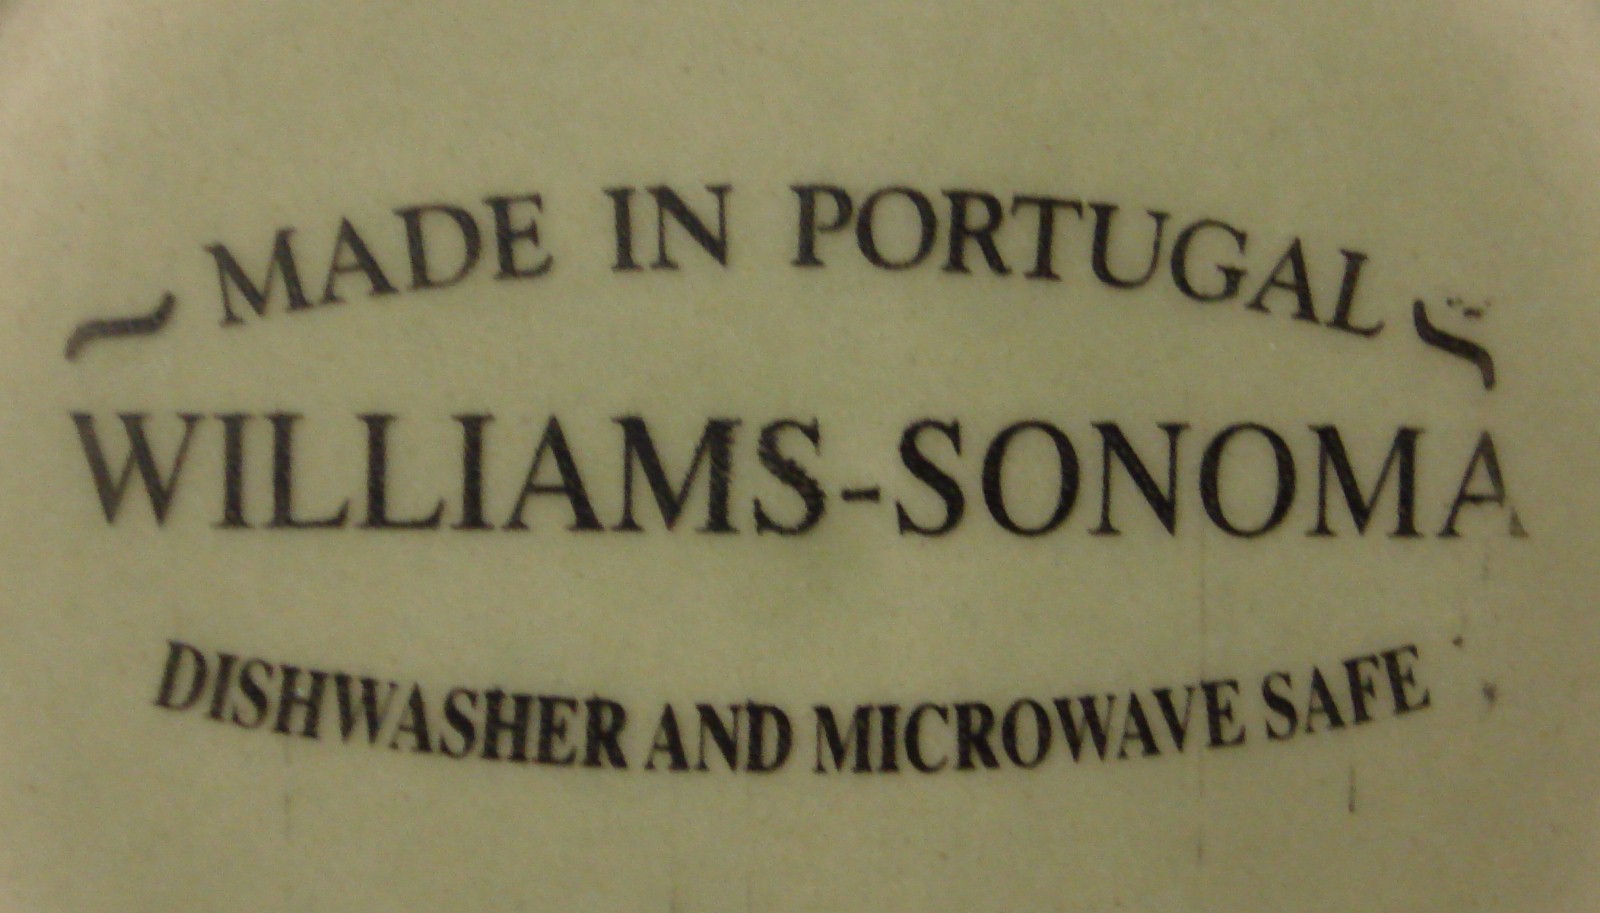 ~ MADE IN PORTUGAL ~
WILLIAMS-SONOMA
DISHWASHER AND MICROWAVE SAFE